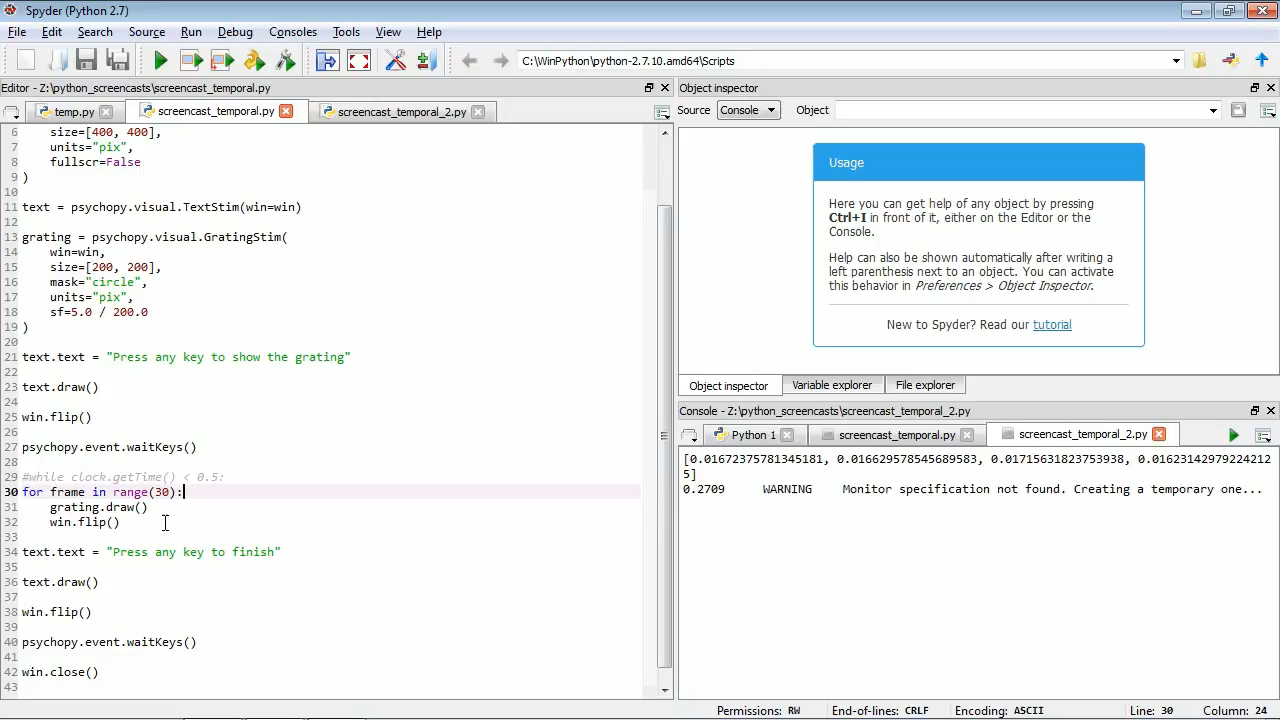 Spyder (Python 2.7)
File Edit Search Source Run Debug Consoles Tools View Help
C:\WinPython\python-2.7.10.amd64\Scripts
Editor - Z:\python_screencasts\screencast_temporal.py
temp.py screencast_temporal.py screencast_temporal_2.py
6 size=[400, 400],
7 units="pix",
8 fullscr=False
9 )
10
11 text = psychopy.visual.TextStim(win=win)
12
13 grating = psychopy.visual.GratingStim(
14 win=win,
15 size=[200, 200],
16 mask="circle",
17 units="pix",
18 sf=5.0 / 200.0
19 )
20
21 text.text = "Press any key to show the grating"
22
23 text.draw()
24
25 win.flip()
26
27 psychopy.event.waitKeys()
28
29 #while clock.getTime() < 0.5:
30 for frame in range(30):
31 grating.draw()
32 win.flip()
33
34 text.text = "Press any key to finish"
35
36 text.draw()
37
38 win.flip()
39
40 psychopy.event.waitKeys()
41
42 win.close()
43
Object inspector
Source Console Object
Usage
Here you can get help of any object by pressing
Ctrl+I in front of it, either on the Editor or the
Console.
Help can also be shown automatically after writing a
left parenthesis next to an object. You can activate
this behavior in Preferences > Object Inspector.
New to Spyder? Read our tutorial
Object inspector Variable explorer File explorer
Console - Z:\python_screencasts\screencast_temporal_2.py
Python 1 screencast_temporal.py screencast_temporal_2.py
[0.01672375781345181, 0.016629578545689583, 0.01715631823753938, 0.01623142979224212
5]
0.2709 WARNING Monitor specification not found. Creating a temporary one...
Permissions: RW End-of-lines: CRLF Encoding: ASCII Line: 30 Column: 24